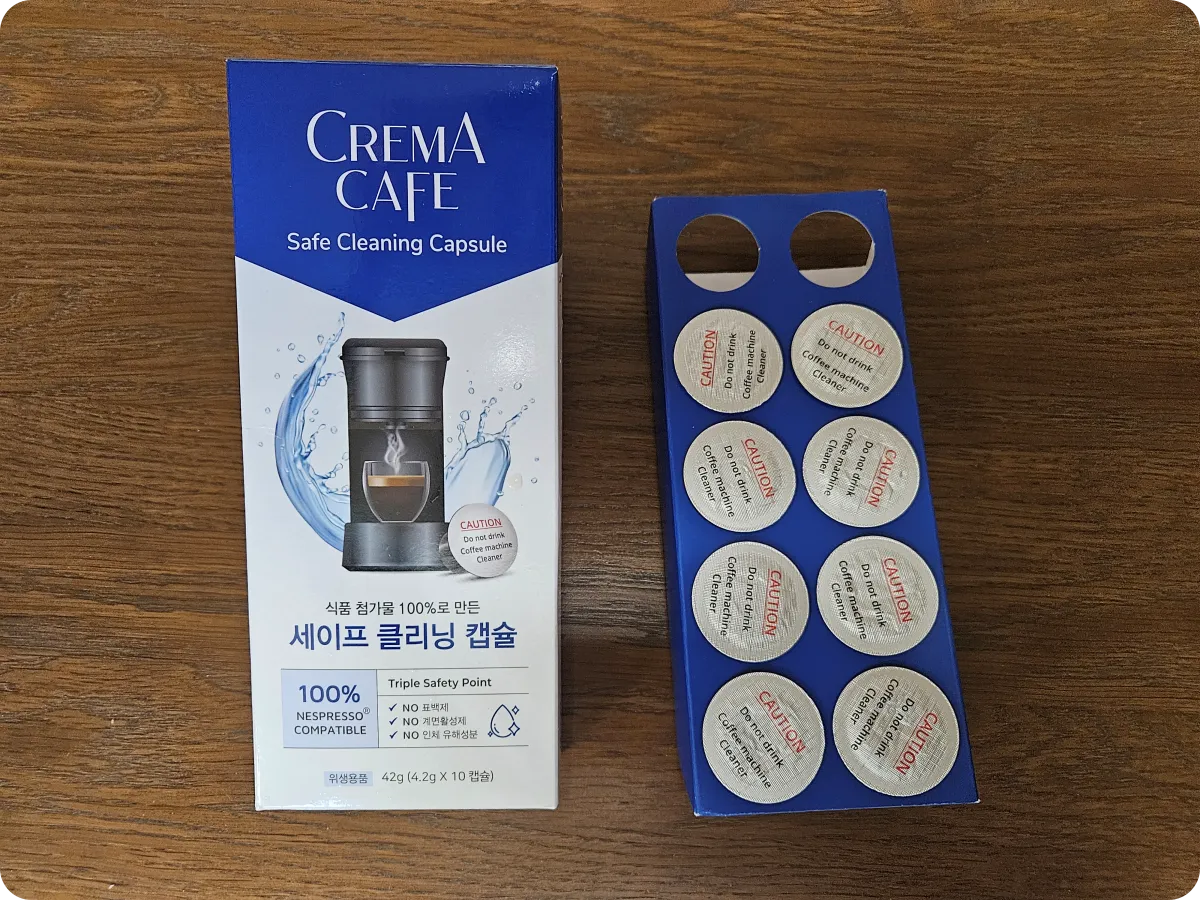 CREMA
CAFE
Safe Cleaning Capsule
CAUTION
Do not drink
Coffee machine
Cleaner
식품 첨가물 100%로 만든
세이프 클리닝 캡슐
100%
NESPRESSO®
COMPATIBLE
Triple Safety Point
✓ NO 표백제
✓ NO 계면활성제
✓ NO 인체 유해성분
위생용품 42g (4.2g X 10 캡슐)
CAUTION
Do not drink
Coffee machine
Cleaner
CAUTION
Do not drink
Coffee machine
Cleaner
CAUTION
Do not drink
Coffee machine
Cleaner
CAUTION
Do not drink
Coffee machine
Cleaner
CAUTION
Do not drink
Coffee machine
Cleaner
CAUTION
Do not drink
Coffee machine
Cleaner
CAUTION
Do not drink
Coffee machine
Cleaner
CAUTION
Do not drink
Coffee machine
Cleaner